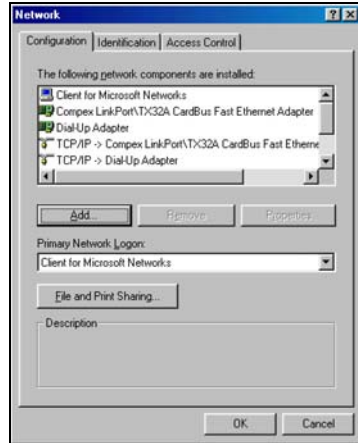 Network
Configuration Identification Access Control
The following network components are installed:
Client for Microsoft Networks
Compex LinkPort\TX32A CardBus Fast Ethernet Adapter
Dial-Up Adapter
TCP/IP -> Compex LinkPort\TX32A CardBus Fast Etherne
TCP/IP -> Dial-Up Adapter
Add... Remove Properties
Primary Network Logon:
Client for Microsoft Networks
File and Print Sharing...
Description
OK Cancel